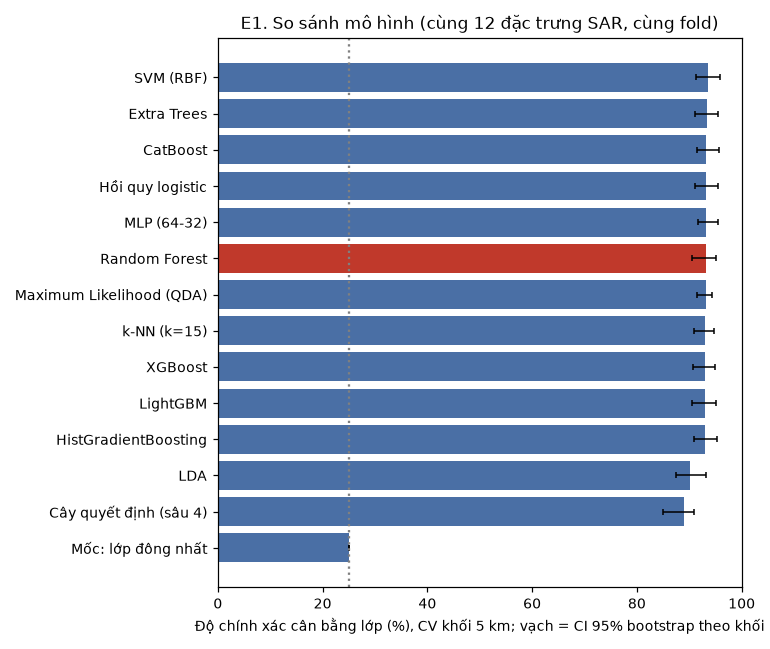 E1. So sánh mô hình (cùng 12 đặc trưng SAR, cùng fold)
SVM (RBF)
Extra Trees
CatBoost
Hồi quy logistic
MLP (64-32)
Random Forest
Maximum Likelihood (QDA)
k-NN (k=15)
XGBoost
LightGBM
HistGradientBoosting
LDA
Cây quyết định (sâu 4)
Mốc: lớp đông nhất
0 20 40 60 80 100
Độ chính xác cân bằng lớp (%), CV khối 5 km; vạch = CI 95% bootstrap theo khối